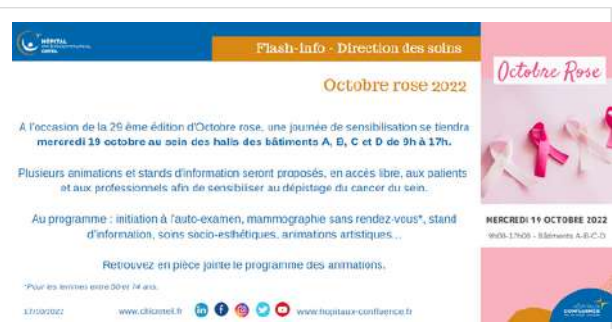 HÔPITAL
CRÉTEIL
Flash-info - Direction des soins
Octobre rose 2022
A l'occasion de la 29 ème édition d'Octobre rose, une journée de sensibilisation se tiendra
mercredi 19 octobre au sein des halls des bâtiments A, B, C et D de 9h à 17h.
Plusieurs animations et stands d'information seront proposés, en accès libre, aux patients
et aux professionnels afin de sensibiliser au dépistage du cancer du sein.
Au programme : initiation à l'auto-examen, mammographie sans rendez-vous*, stand
d'information, soins socio-esthétiques, animations artistiques...
Retrouvez en pièce jointe le programme des animations.
*Pour les femmes entre 50 et 74 ans.
17/10/2022
www.chicreteil.fr
www.hopitaux-confluence.fr
Octobre Rose
MERCREDI 19 OCTOBRE 2022
9h00-17h00 - Bâtiments A-B-C-D
CONFLUENCE